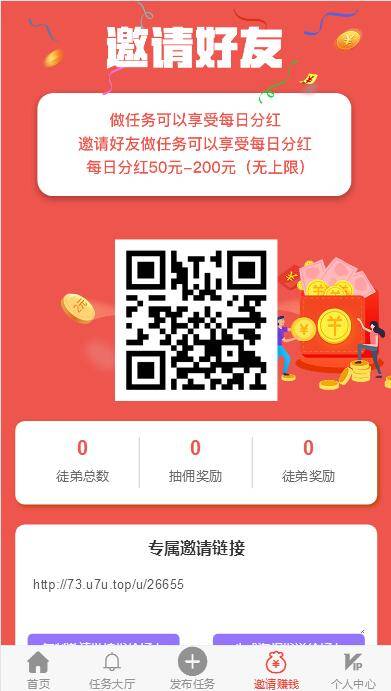 邀请好友
做任务可以享受每日分红
邀请好友做任务可以享受每日分红
每日分红50元-200元（无上限）
0
0
0
徒弟总数
抽佣奖励
徒弟奖励
专属邀请链接
http://73.u7u.top/u/26655
首页
任务大厅
发布任务
邀请赚钱
VIP
个人中心